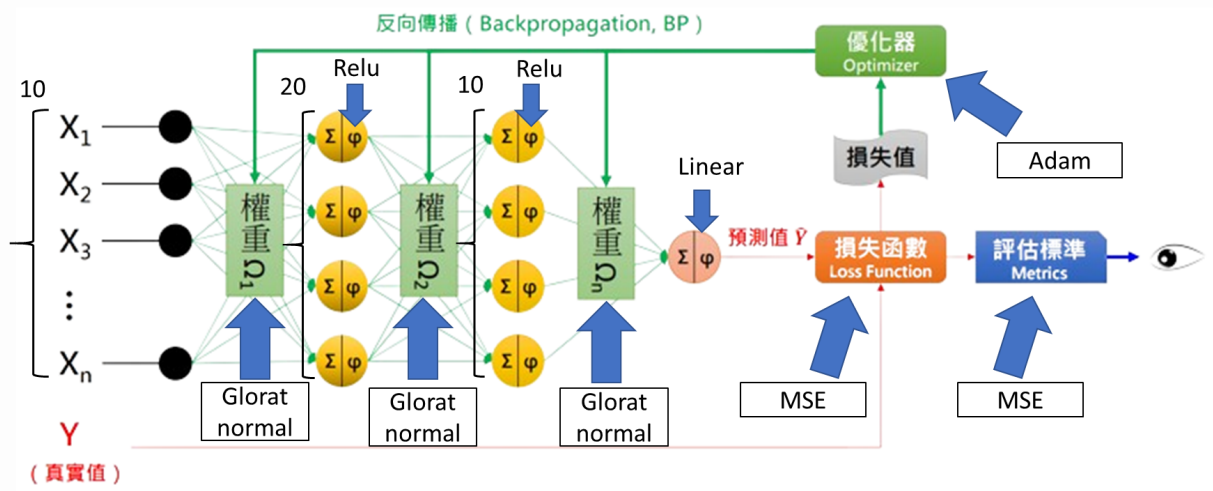 反向傳播 ( Backpropagation, BP )
優化器
Optimizer
10
Relu
20
Relu
10
X1
X2
X3
⋮
Xn
Σ φ
Σ φ
Σ φ
Σ φ
Σ φ
Σ φ
Σ φ
Σ φ
權重 Ω1
權重 Ω2
權重 Ωn
Linear
Σ φ
預測值 Ŷ
損失值
Adam
損失函數
Loss Function
評估標準
Metrics
Glorat
normal
Glorat
normal
Glorat
normal
MSE
MSE
Y
( 真實值 )